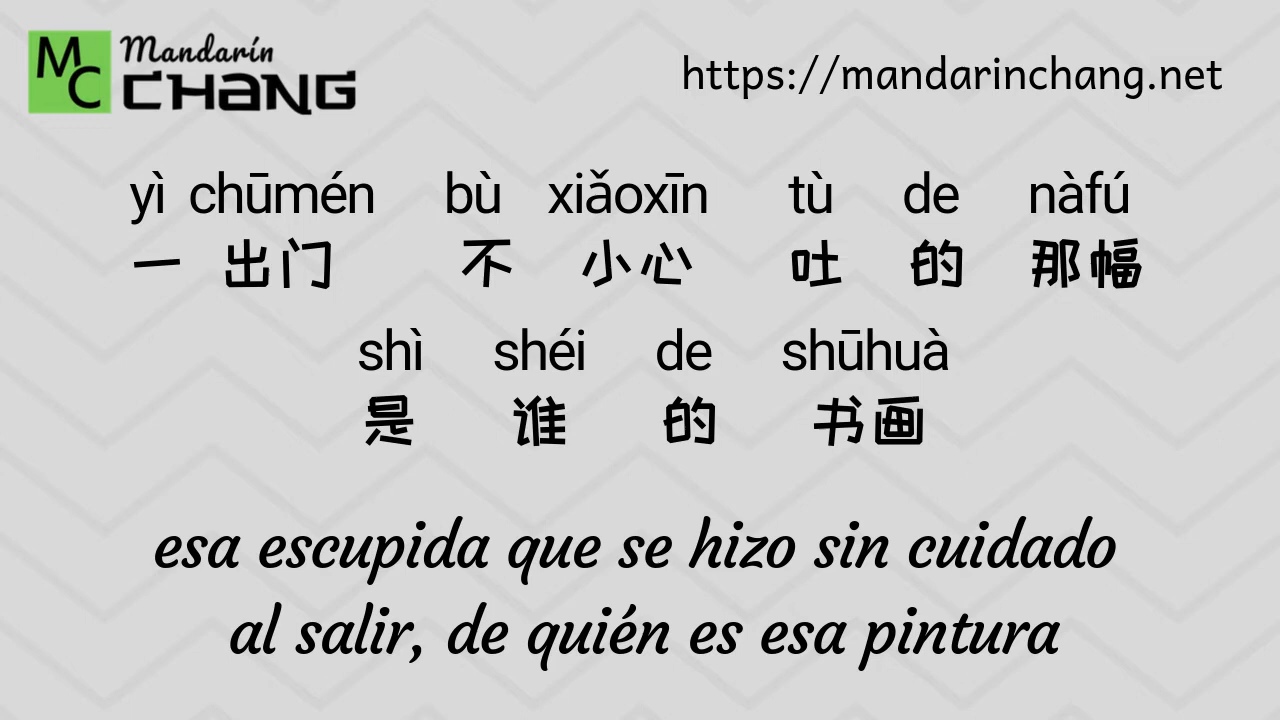 MC Mandarín CHANG
https://mandarinchang.net
yì chūmén bù xiǎoxīn tù de nàfú
一 出门 不 小心 吐 的 那幅
shì shéi de shūhuà
是 谁 的 书画
esa escupida que se hizo sin cuidado
al salir, de quién es esa pintura